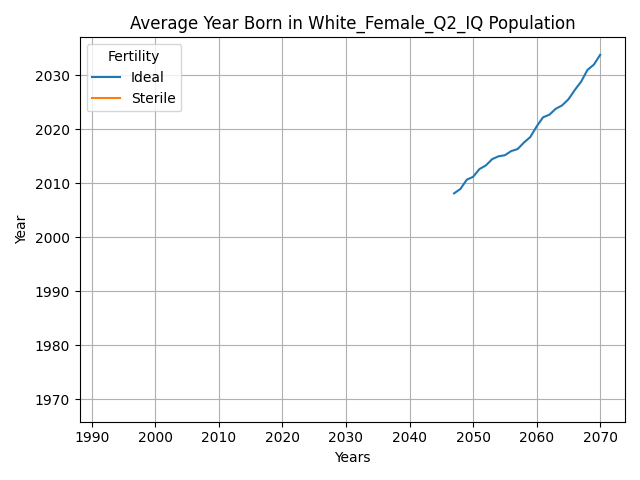 Average Year Born in White_Female_Q2_IQ Population
Fertility
Ideal
Sterile
2030
2020
2010
2000
1990
1980
1970
Year
1990 2000 2010 2020 2030 2040 2050 2060 2070
Years